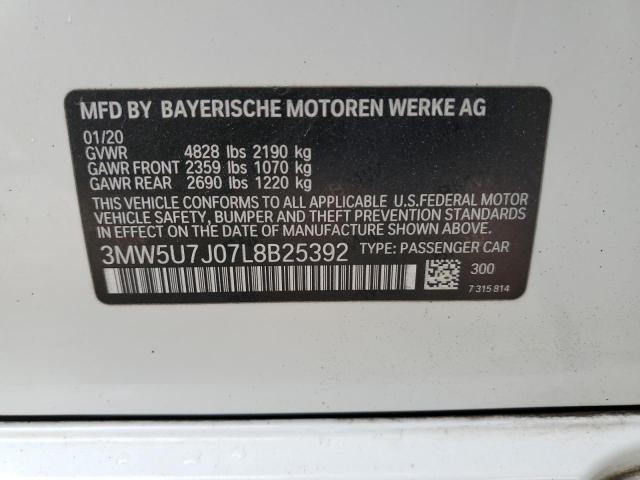 MFD BY BAYERISCHE MOTOREN WERKE AG
01/20
GVWR 4828 lbs 2190 kg
GAWR FRONT 2359 lbs 1070 kg
GAWR REAR 2690 lbs 1220 kg
THIS VEHICLE CONFORMS TO ALL APPLICABLE U.S.FEDERAL MOTOR
VEHICLE SAFETY, BUMPER AND THEFT PREVENTION STANDARDS
IN EFFECT ON THE DATE OF MANUFACTURE SHOWN ABOVE.
3MW5U7J07L8B25392 TYPE: PASSENGER CAR
300
7 315 814